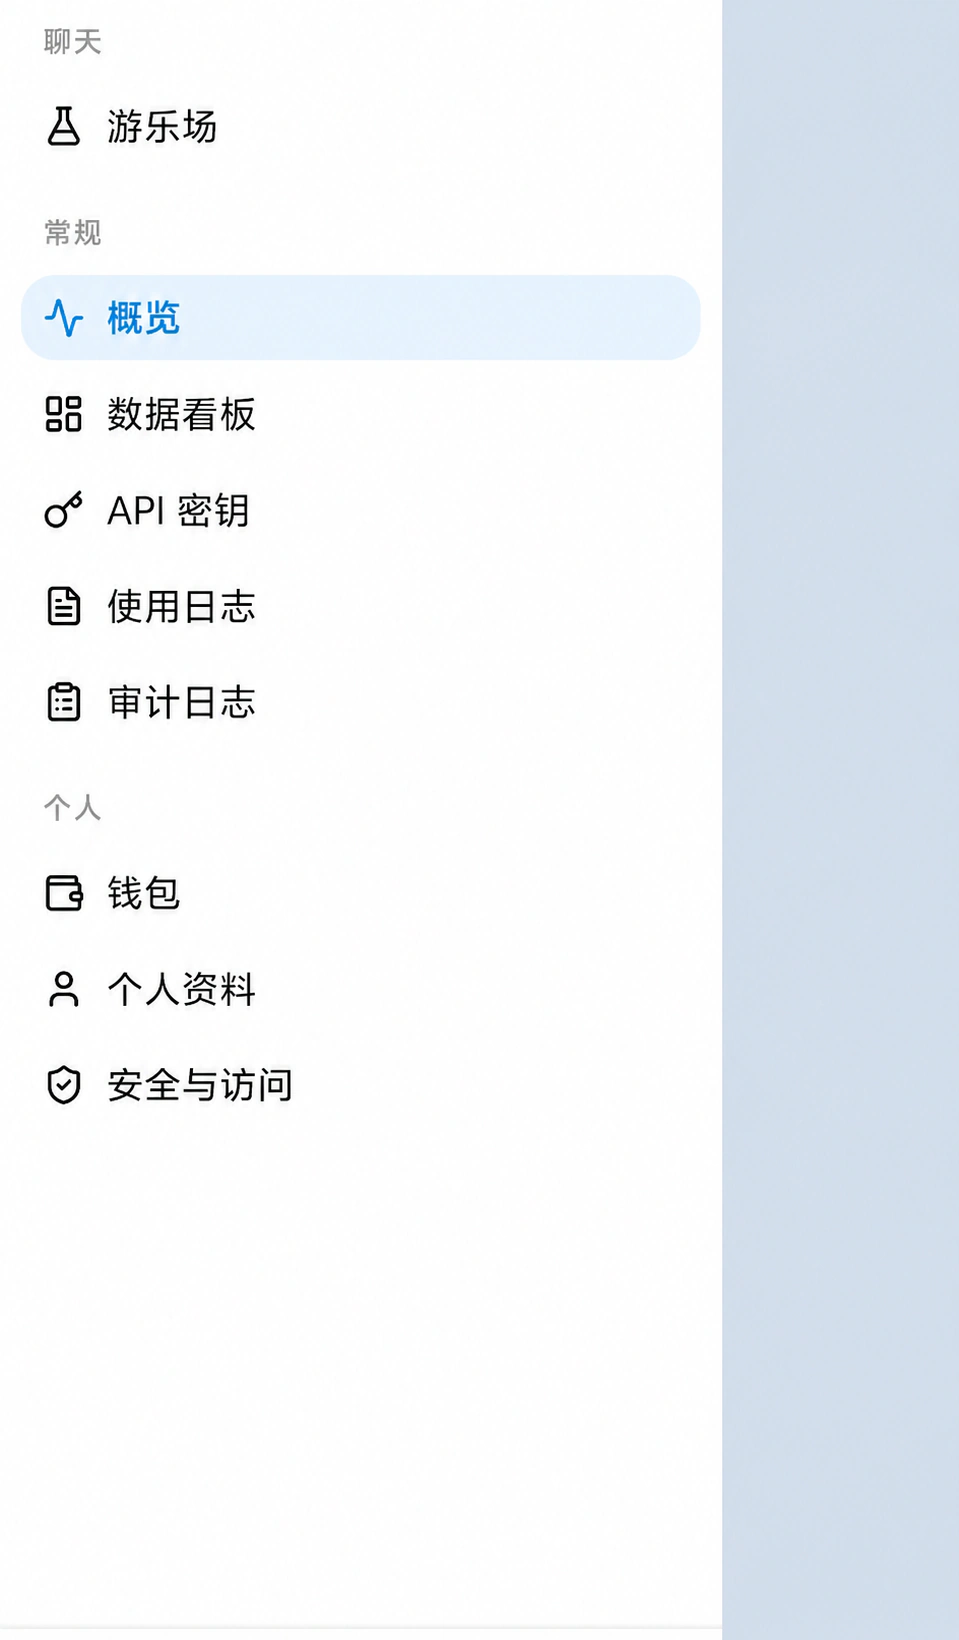 聊天
游乐场
常规
概览
数据看板
API 密钥
使用日志
审计日志
个人
钱包
个人资料
安全与访问